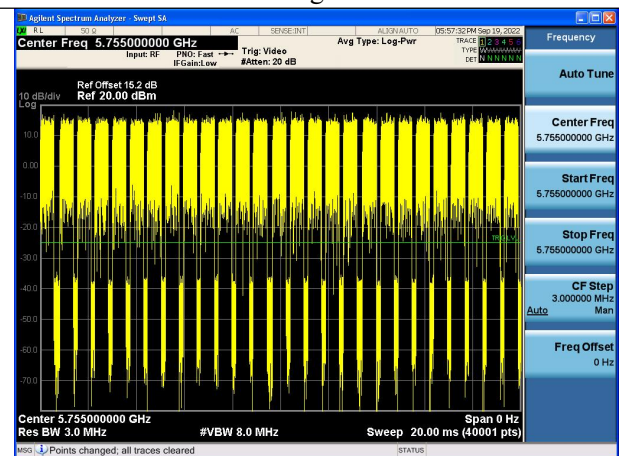 Agilent Spectrum Analyzer - Swept SA
RL 50 Ω AC SENSE:INT ALIGNAUTO 05:57:32 PM Sep 19, 2022
Center Freq 5.755000000 GHz
Input: RF
PNO: Fast
IFGain:Low
Trig: Video
#Atten: 20 dB
Avg Type: Log-Pwr
TRACE 1 2 3 4 5 6
TYPE
DET N N N N N N
Frequency
Auto Tune
Ref Offset 15.2 dB
10 dB/div Ref 20.00 dBm
Log
10.0
0.00
-10.0
-20.0
-30.0
-40.0
-50.0
-60.0
-70.0
Center Freq
5.755000000 GHz
Start Freq
5.755000000 GHz
Stop Freq
5.755000000 GHz
CF Step
3.000000 MHz
Auto Man
Freq Offset
0 Hz
Center 5.755000000 GHz Span 0 Hz
Res BW 3.0 MHz #VBW 8.0 MHz Sweep 20.00 ms (40001 pts)
MSG Points changed; all traces cleared STATUS